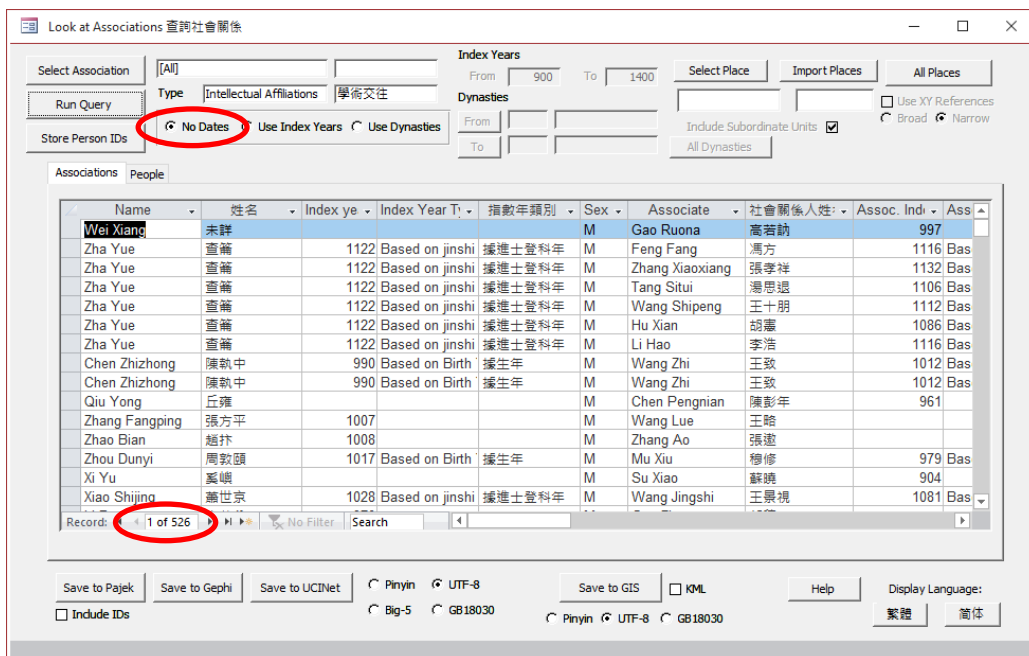 Look at Associations 查詢社會關係
Select Association [All]
Type Intellectual Affiliations 學術交往
Run Query
Store Person IDs
No Dates Use Index Years Use Dynasties
Index Years
From 900 To 1400
Dynasties
From
To
Select Place Import Places All Places
Use XY References
Broad Narrow
Include Subordinate Units
All Dynasties
Associations People
Name 姓名 Index ye Index Year Ty 指數年類別 Sex Associate 社會關係人姓 Assoc. Inde Ass
Wei Xiang 未詳 M Gao Ruona 高若訥 997
Zha Yue 查籥 1122 Based on jinshi 據進士登科年 M Feng Fang 馮方 1116 Bas
Zha Yue 查籥 1122 Based on jinshi 據進士登科年 M Zhang Xiaoxiang 張孝祥 1132 Bas
Zha Yue 查籥 1122 Based on jinshi 據進士登科年 M Tang Situi 湯思退 1106 Bas
Zha Yue 查籥 1122 Based on jinshi 據進士登科年 M Wang Shipeng 王十朋 1112 Bas
Zha Yue 查籥 1122 Based on jinshi 據進士登科年 M Hu Xian 胡憲 1086 Bas
Zha Yue 查籥 1122 Based on jinshi 據進士登科年 M Li Hao 李浩 1116 Bas
Chen Zhizhong 陳執中 990 Based on Birth 據生年 M Wang Zhi 王致 1012 Bas
Chen Zhizhong 陳執中 990 Based on Birth 據生年 M Wang Zhi 王致 1012 Bas
Qiu Yong 丘雍 M Chen Pengnian 陳彭年 961
Zhang Fangping 張方平 1007 M Wang Lue 王略
Zhao Bian 趙抃 1008 M Zhang Ao 張遨
Zhou Dunyi 周敦頤 1017 Based on Birth 據生年 M Mu Xiu 穆修 979 Bas
Xi Yu 奚嶼 M Su Xiao 蘇曉 904
Xiao Shijing 蕭世京 1028 Based on jinshi 據進士登科年 M Wang Jingshi 王景視 1081 Bas
Record: 1 of 526 No Filter Search
Save to Pajek Save to Gephi Save to UCINet
Include IDs
Pinyin UTF-8
Big-5 GB18030
Save to GIS KML
Pinyin UTF-8 GB18030
Help
Display Language:
繁體 简体